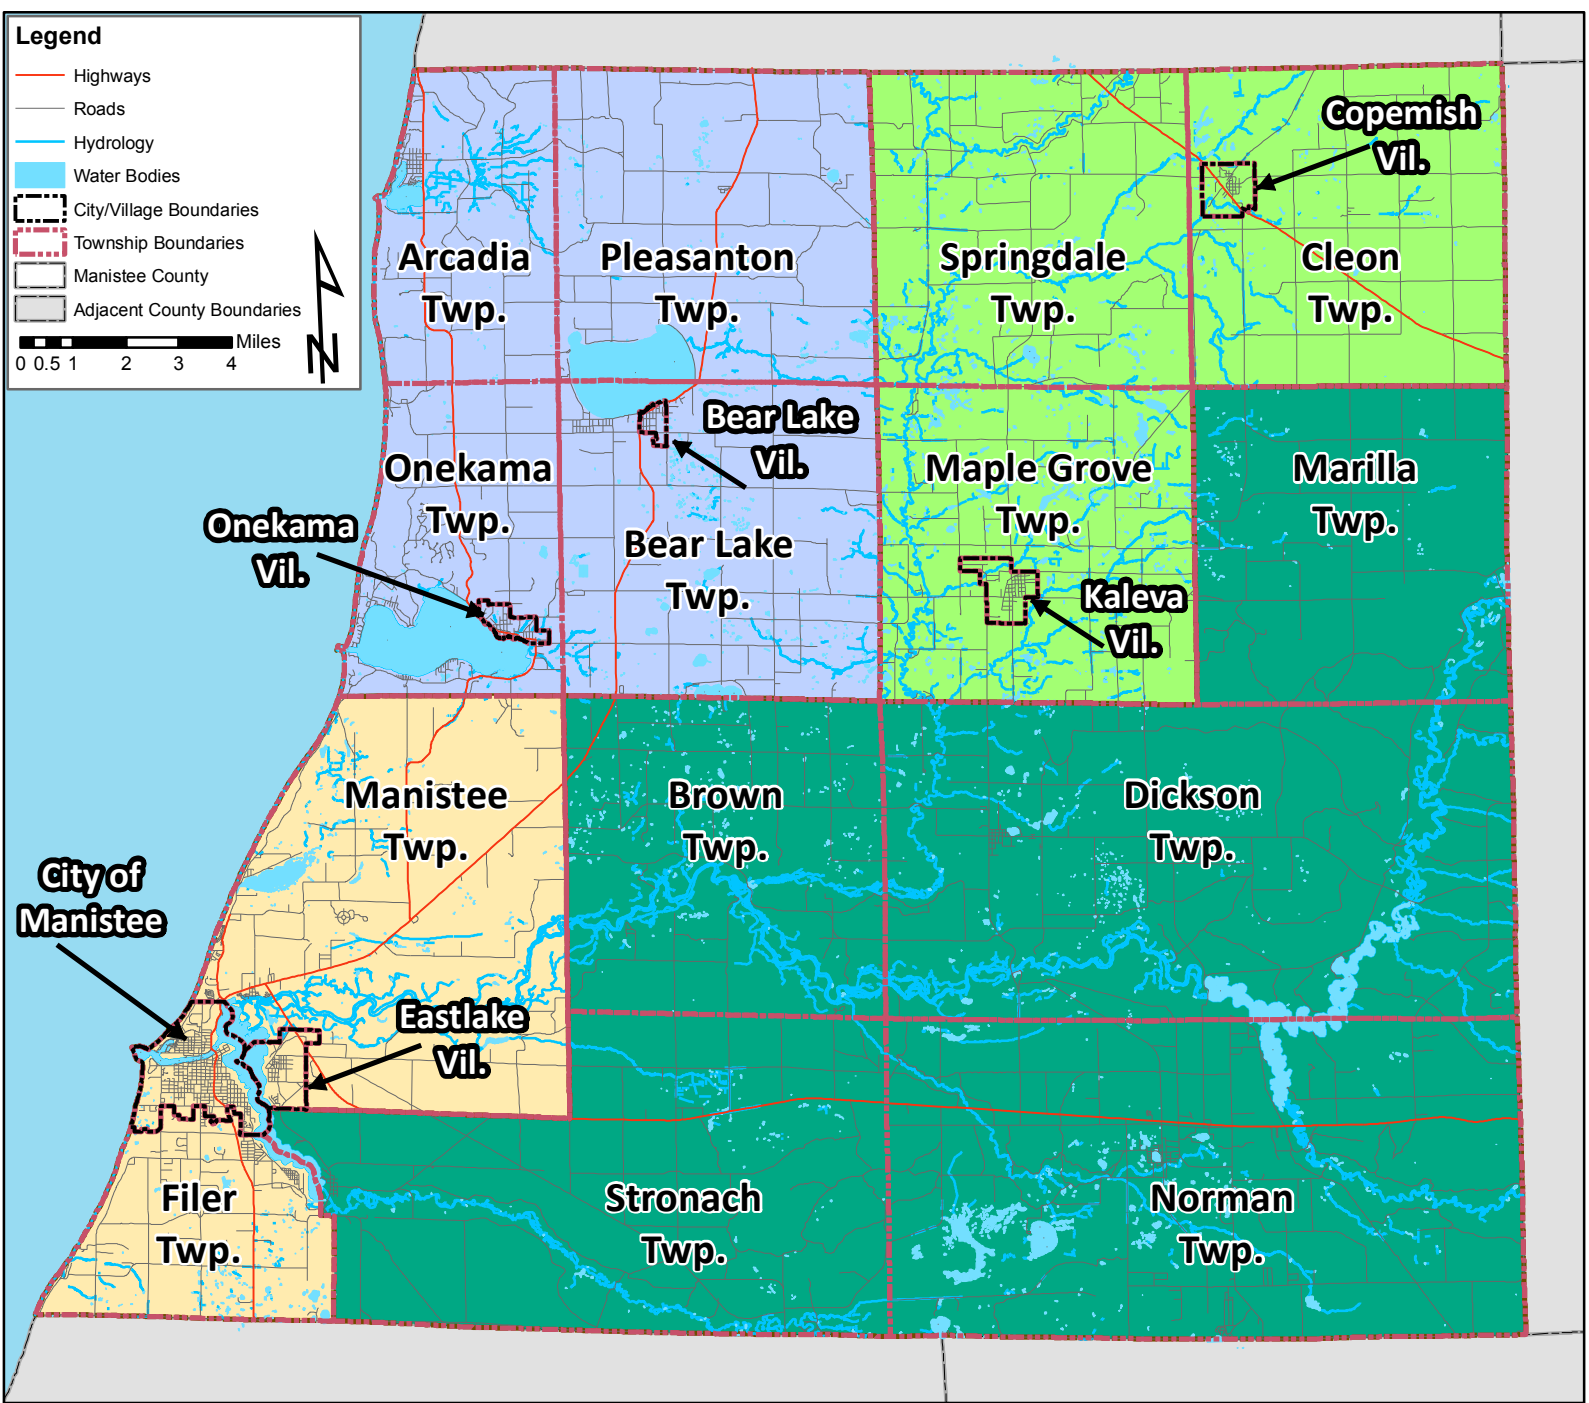 Legend
Highways
Roads
Hydrology
Water Bodies
City/Village Boundaries
Township Boundaries
Manistee County
Adjacent County Boundaries
Miles
0 0.5 1 2 3 4
N
Copemish
Vil.
Arcadia
Twp.
Pleasanton
Twp.
Springdale
Twp.
Cleon
Twp.
Bear Lake
Vil.
Onekama
Twp.
Maple Grove
Twp.
Marilla
Twp.
Onekama
Vil.
Bear Lake
Twp.
Kaleva
Vil.
Manistee
Twp.
Brown
Twp.
Dickson
Twp.
City of
Manistee
Eastlake
Vil.
Filer
Twp.
Stronach
Twp.
Norman
Twp.